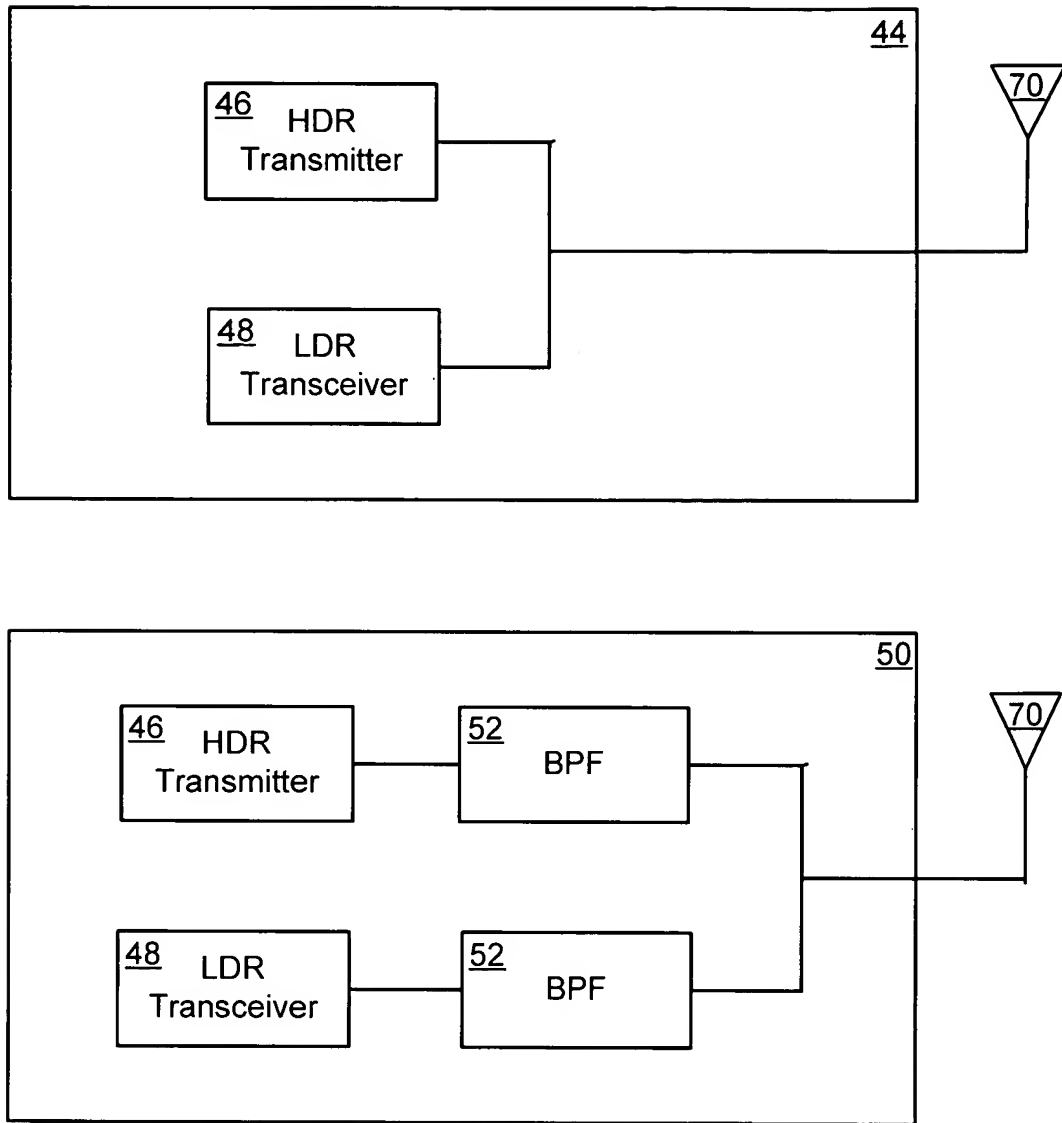 44
70
46
HDR
Transmitter
48
LDR
Transceiver
50
70
46
HDR
Transmitter
52
BPF
48
LDR
Transceiver
52
BPF